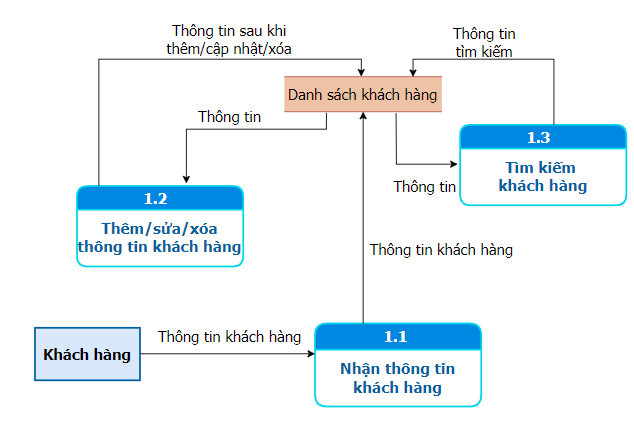 Thông tin sau khi
thêm/cập nhật/xóa
Thông tin
tìm kiếm
Danh sách khách hàng
Thông tin
1.3
Tìm kiếm
khách hàng
Thông tin
1.2
Thêm/sửa/xóa
thông tin khách hàng
Thông tin khách hàng
Thông tin khách hàng
1.1
Khách hàng
Nhận thông tin
khách hàng